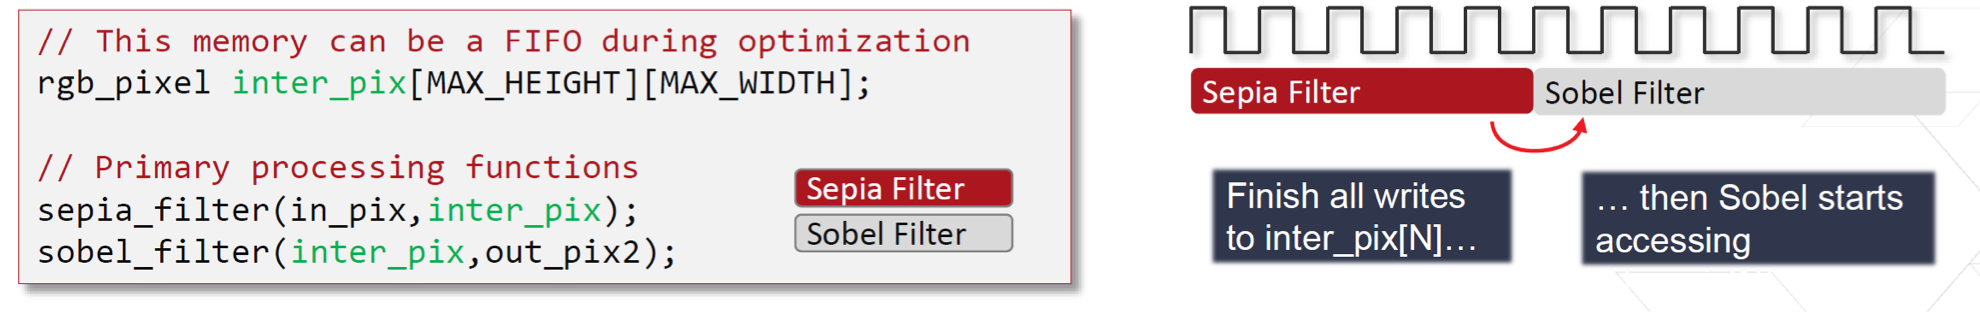 // This memory can be a FIFO during optimization
rgb_pixel inter_pix[MAX_HEIGHT][MAX_WIDTH];
// Primary processing functions
sepia_filter(in_pix,inter_pix);
sobel_filter(inter_pix,out_pix2);
Sepia Filter
Sobel Filter
Sepia Filter
Sobel Filter
Finish all writes
to inter_pix[N]…
… then Sobel starts
accessing